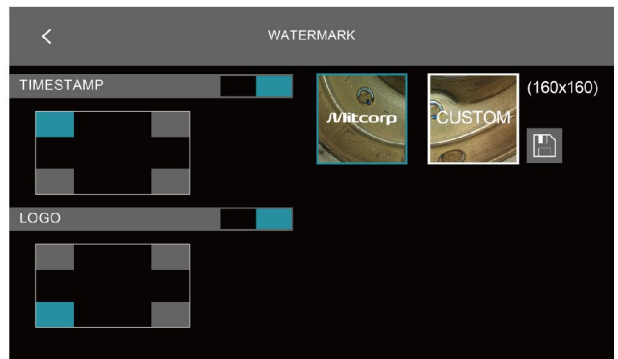 WATERMARK
TIMESTAMP
Mitcorp
CUSTOM
(160x160)
LOGO